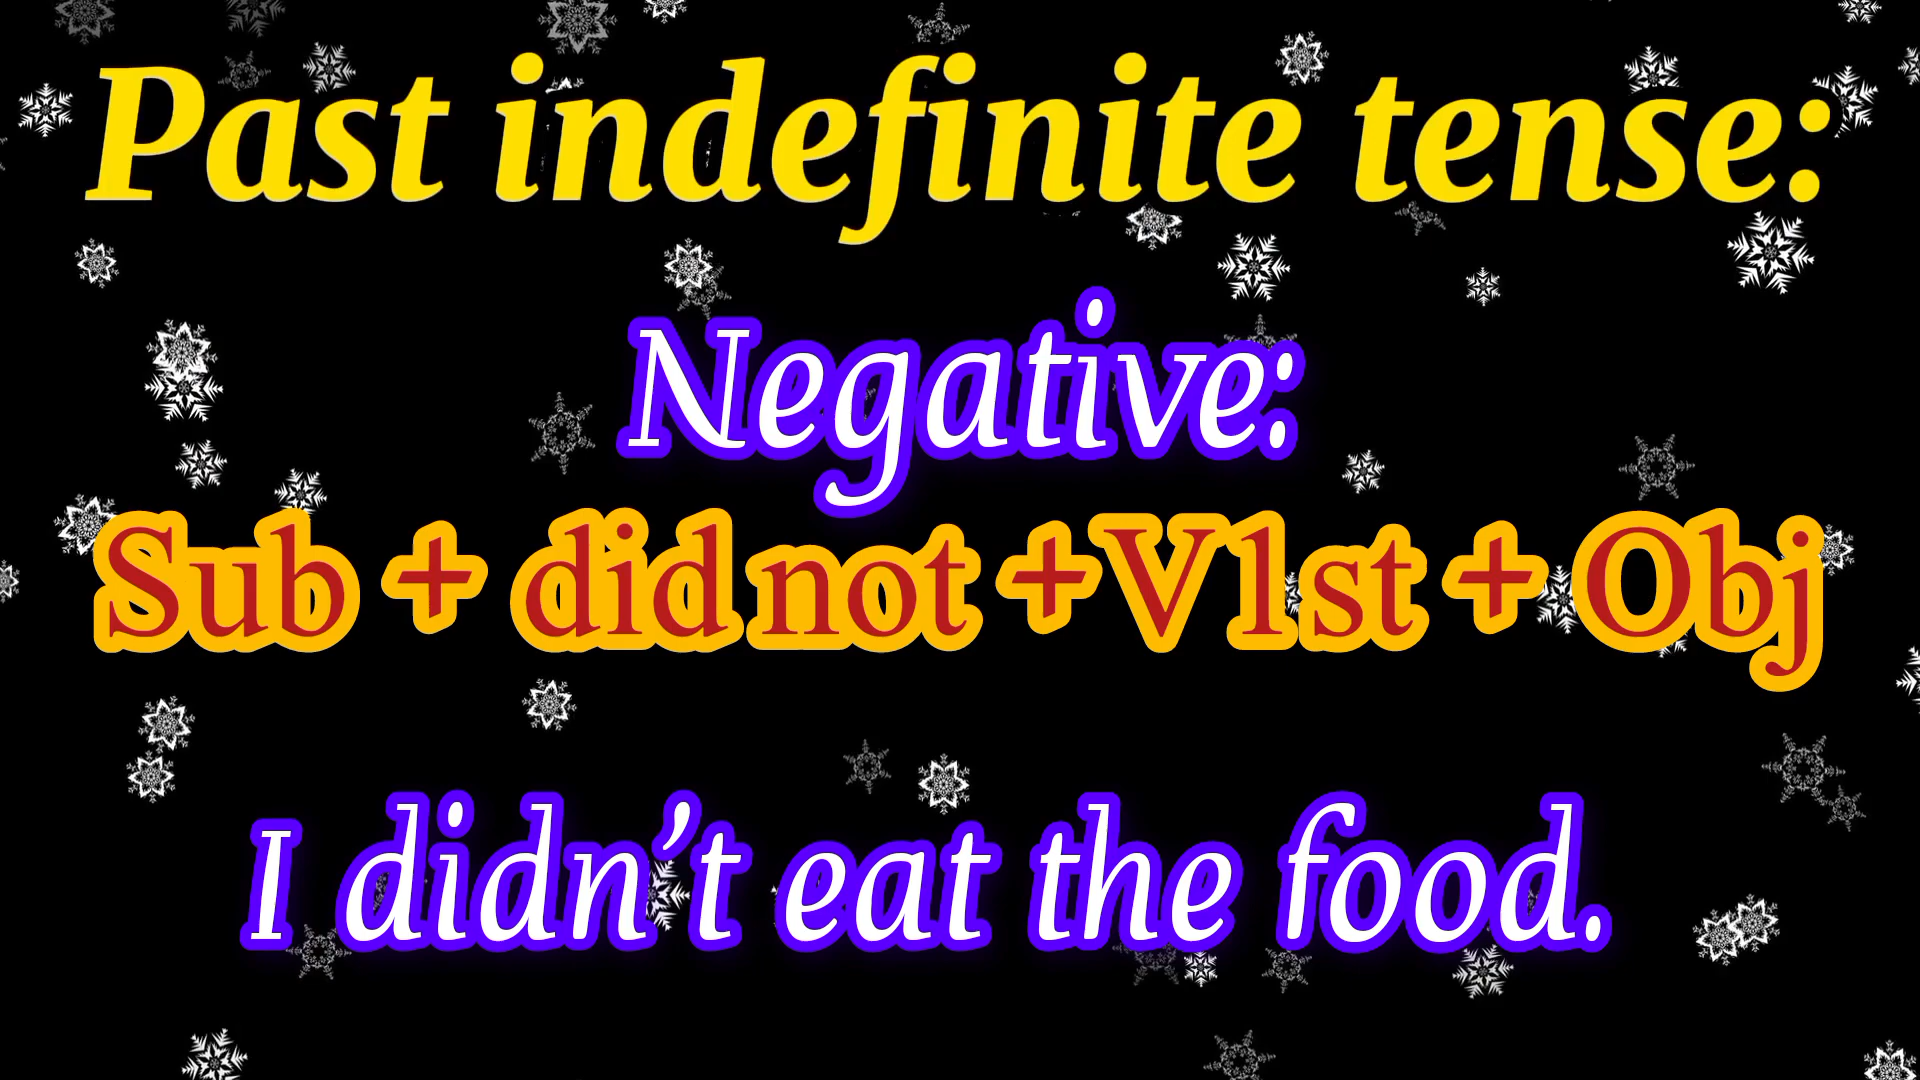 Past indefinite tense:
Negative:
Sub + did not +V1st + Obj
I didn’t eat the food.